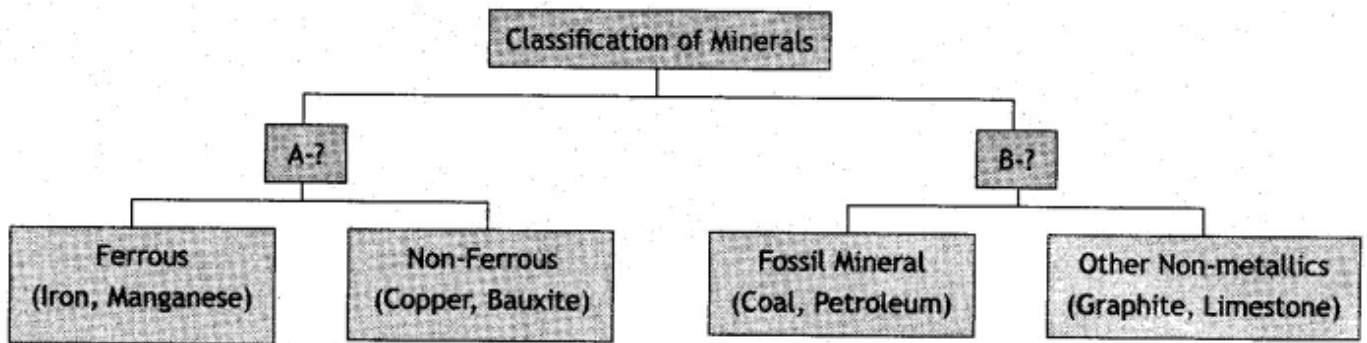 Classification of Minerals
A-?
B-?
Ferrous
(Iron, Manganese)
Non-Ferrous
(Copper, Bauxite)
Fossil Mineral
(Coal, Petroleum)
Other Non-metallics
(Graphite, Limestone)